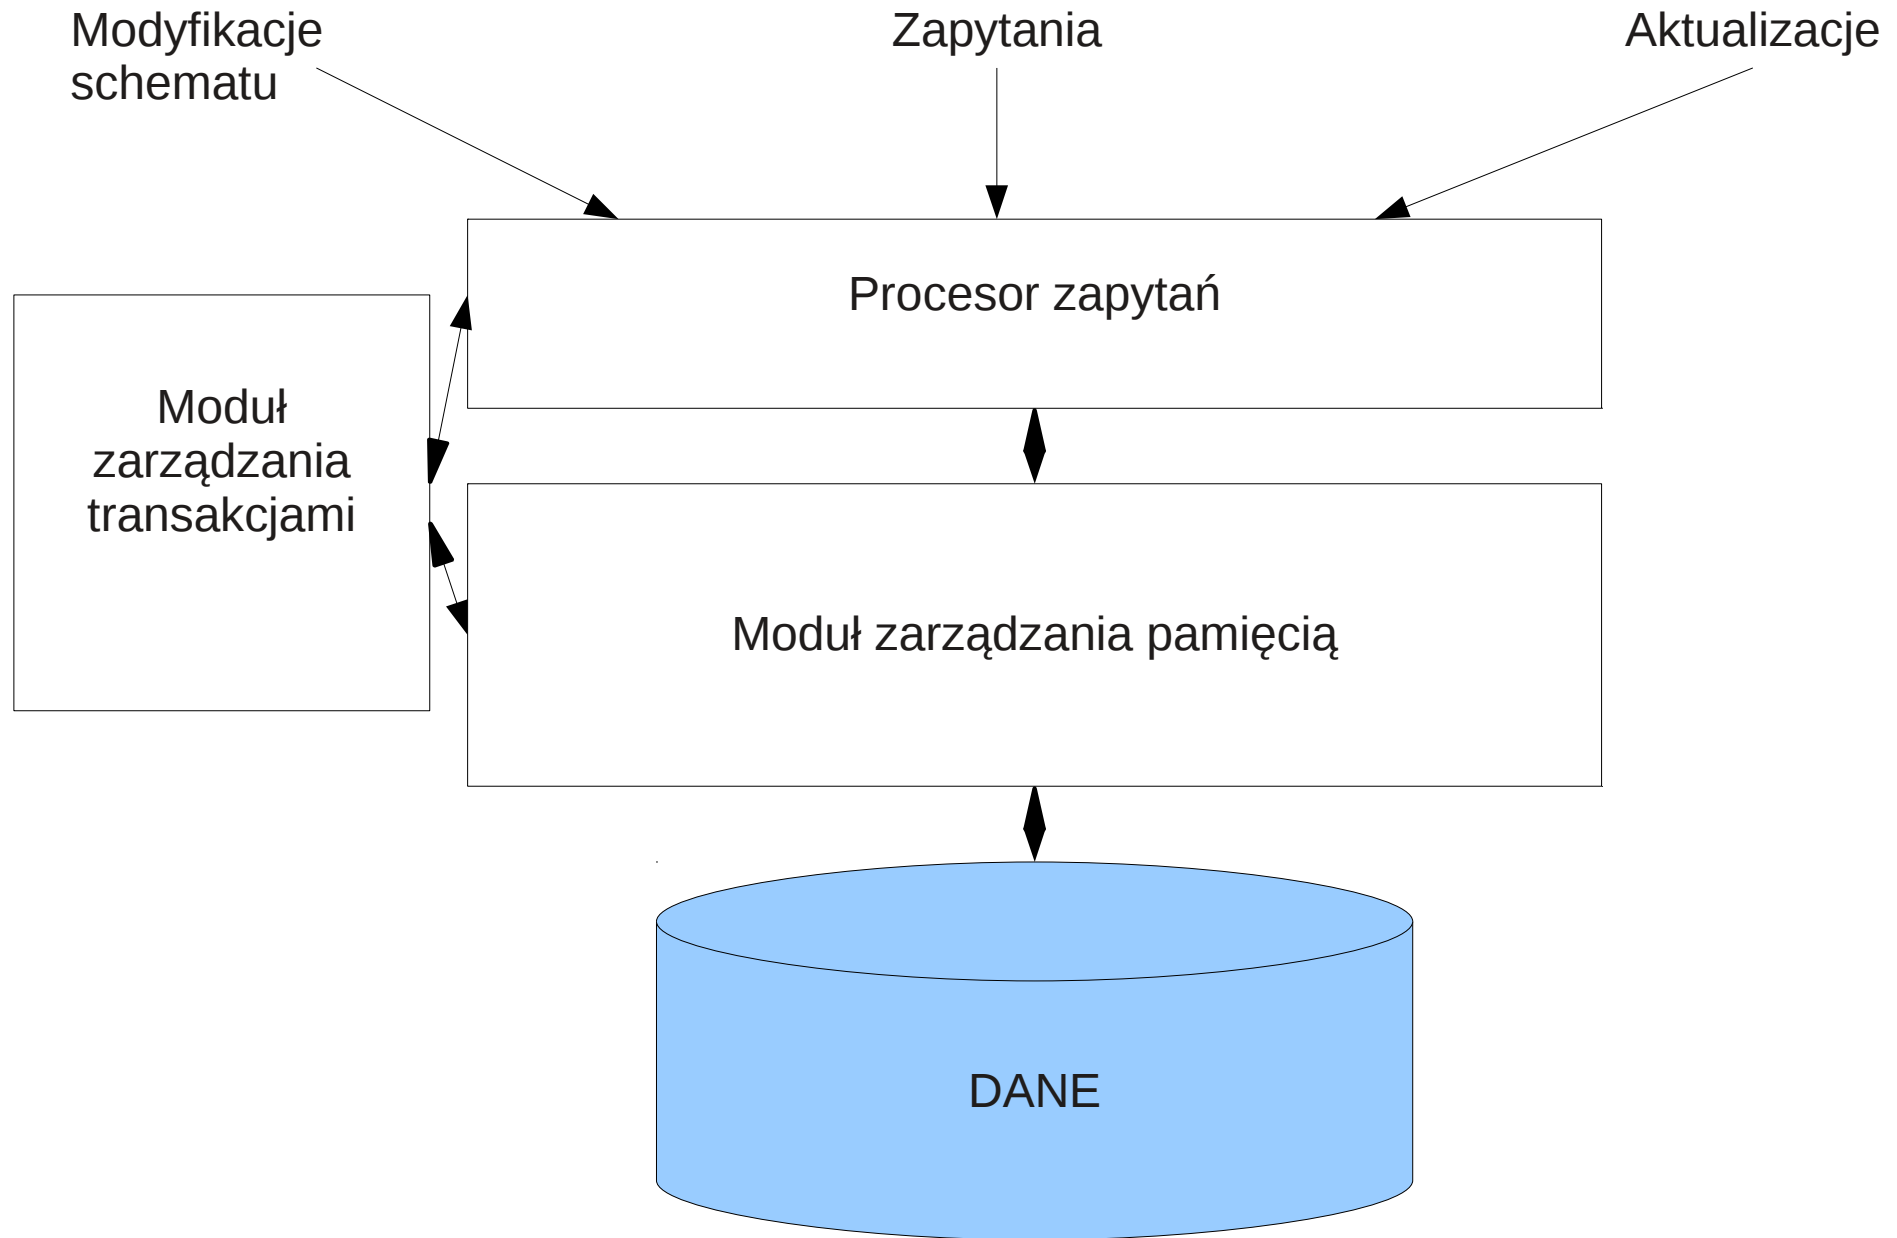 Modyfikacje
schematu
Zapytania
Aktualizacje
Procesor zapytań
Moduł
zarządzania
transakcjami
Moduł zarządzania pamięcią
DANE